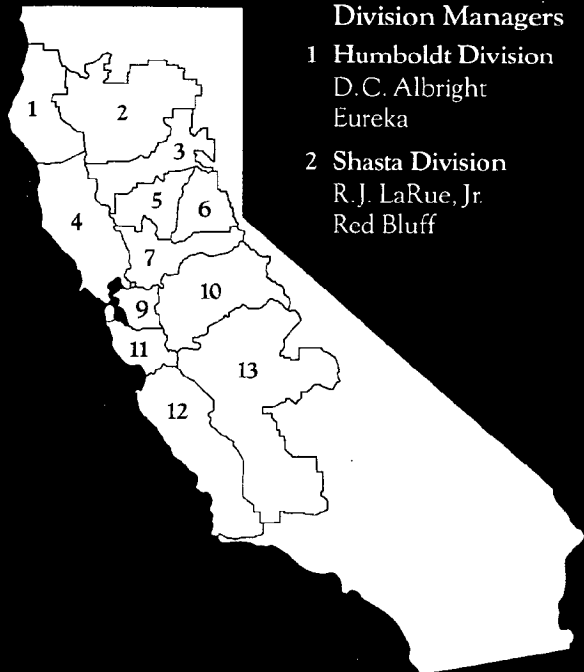 Division Managers
1 Humboldt Division
D.C. Albright
Eureka
2 Shasta Division
R.J. LaRue, Jr.
Red Bluff
1
2
3
4
5
6
7
9
10
11
13
12